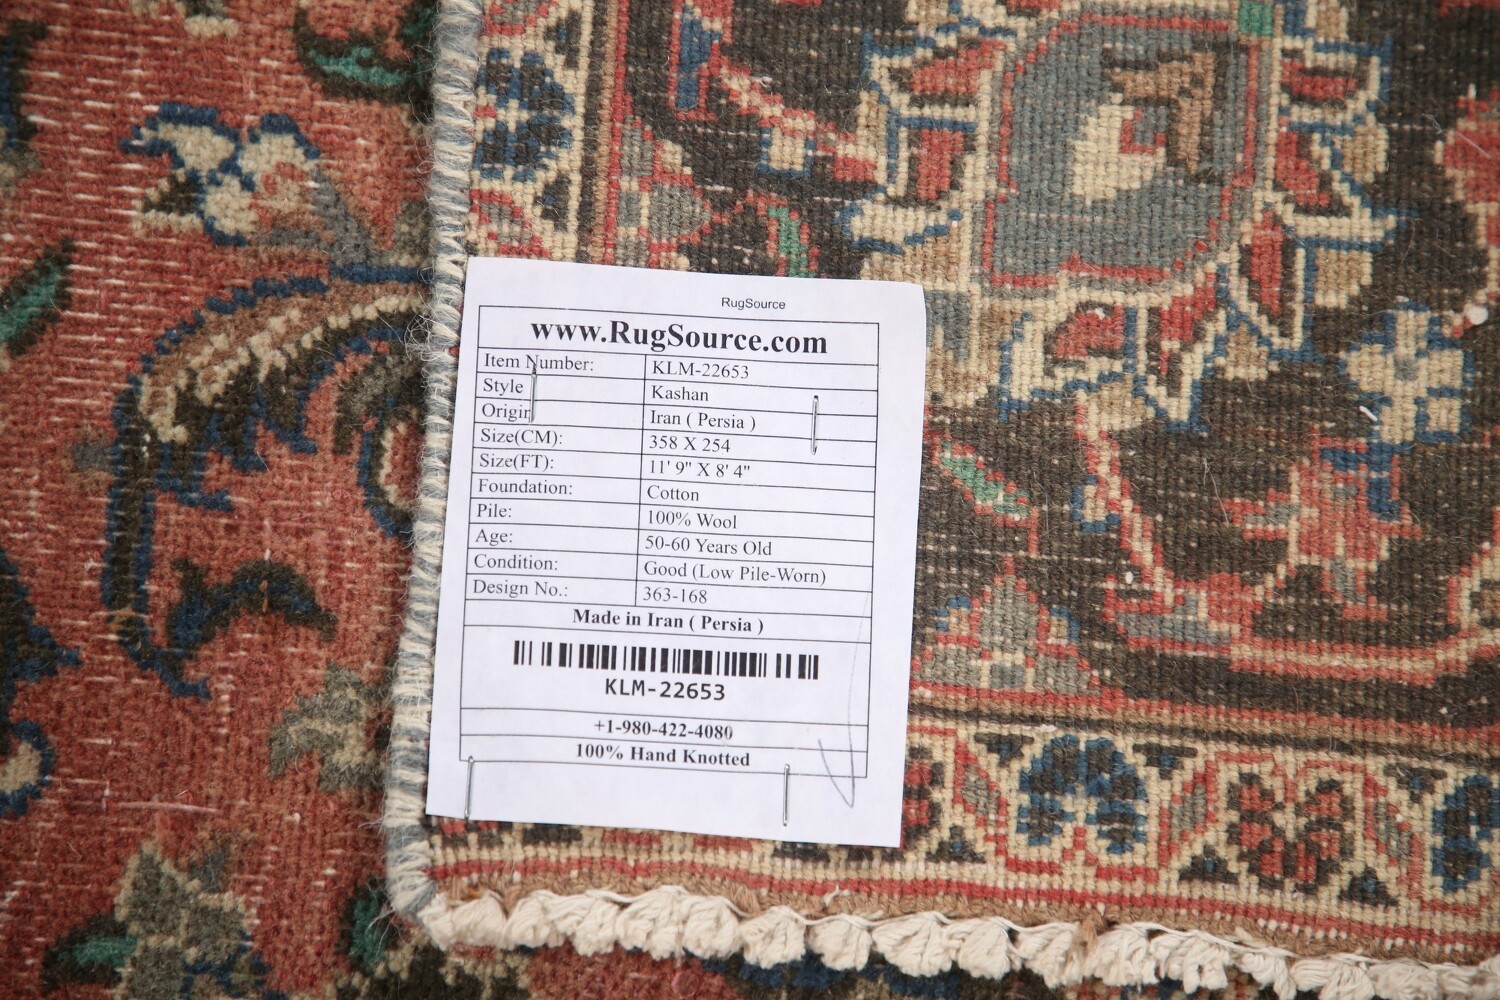 RugSource
www.RugSource.com
Item Number: KLM-22653
Style Kashan
Origin Iran ( Persia )
Size(CM): 358 X 254
Size(FT): 11' 9" X 8' 4"
Foundation: Cotton
Pile: 100% Wool
Age: 50-60 Years Old
Condition: Good (Low Pile-Worn)
Design No.: 363-168
Made in Iran ( Persia )
KLM-22653
+1-980-422-4080
100% Hand Knotted